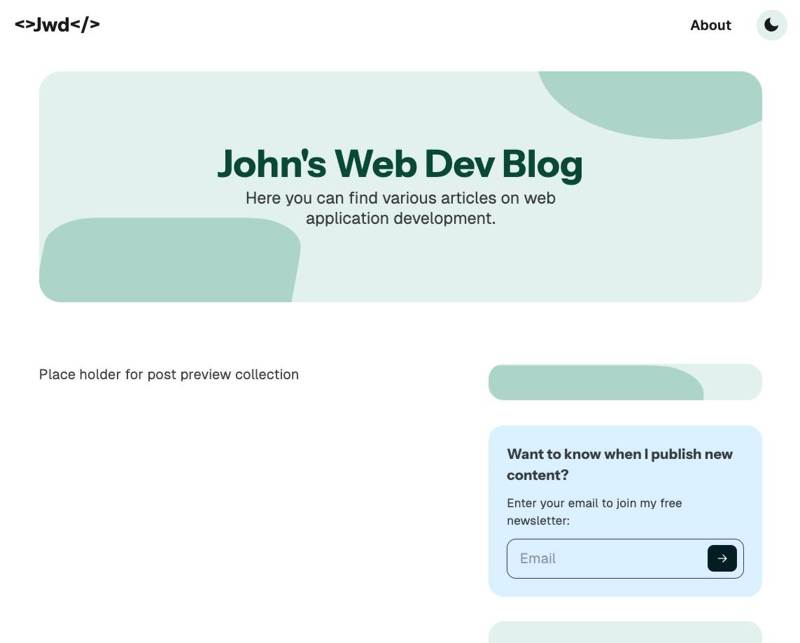 <>Jwd</>
About
John's Web Dev Blog
Here you can find various articles on web
application development.
Place holder for post preview collection
Want to know when I publish new
content?
Enter your email to join my free
newsletter:
Email